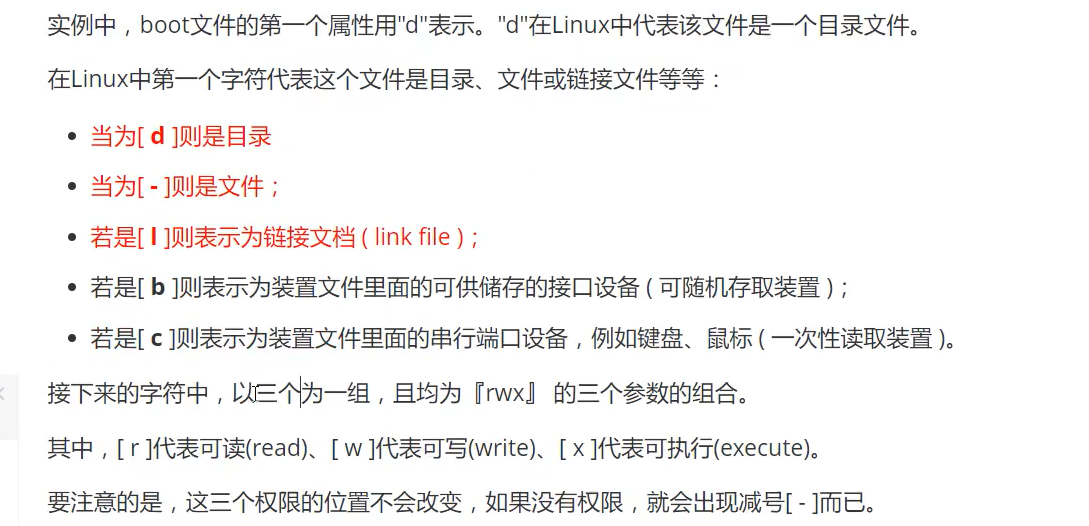 实例中，boot文件的第一个属性用"d"表示。"d"在Linux中代表该文件是一个目录文件。
在Linux中第一个字符代表这个文件是目录、文件或链接文件等等：
• 当为[ d ]则是目录
• 当为[ - ]则是文件；
• 若是[ l ]则表示为链接文档 ( link file )；
• 若是[ b ]则表示为装置文件里面的可供储存的接口设备 ( 可随机存取装置 )；
• 若是[ c ]则表示为装置文件里面的串行端口设备，例如键盘、鼠标 ( 一次性读取装置 )。
接下来的字符中，以三个为一组，且均为『rwx』 的三个参数的组合。
其中，[ r ]代表可读(read)、[ w ]代表可写(write)、[ x ]代表可执行(execute)。
要注意的是，这三个权限的位置不会改变，如果没有权限，就会出现减号[ - ]而已。